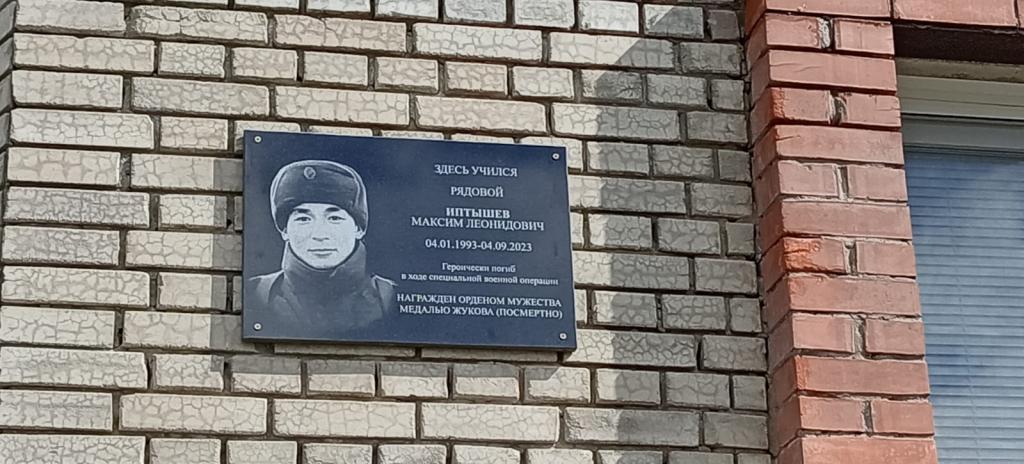 ЗДЕСЬ УЧИЛСЯ
РЯДОВОЙ
ИПТЫШЕВ
МАКСИМ ЛЕОНИДОВИЧ
04.01.1993-04.09.2023
Героически погиб
в ходе специальной военной операции
НАГРАЖДЕН ОРДЕНОМ МУЖЕСТВА
МЕДАЛЬЮ ЖУКОВА (ПОСМЕРТНО)